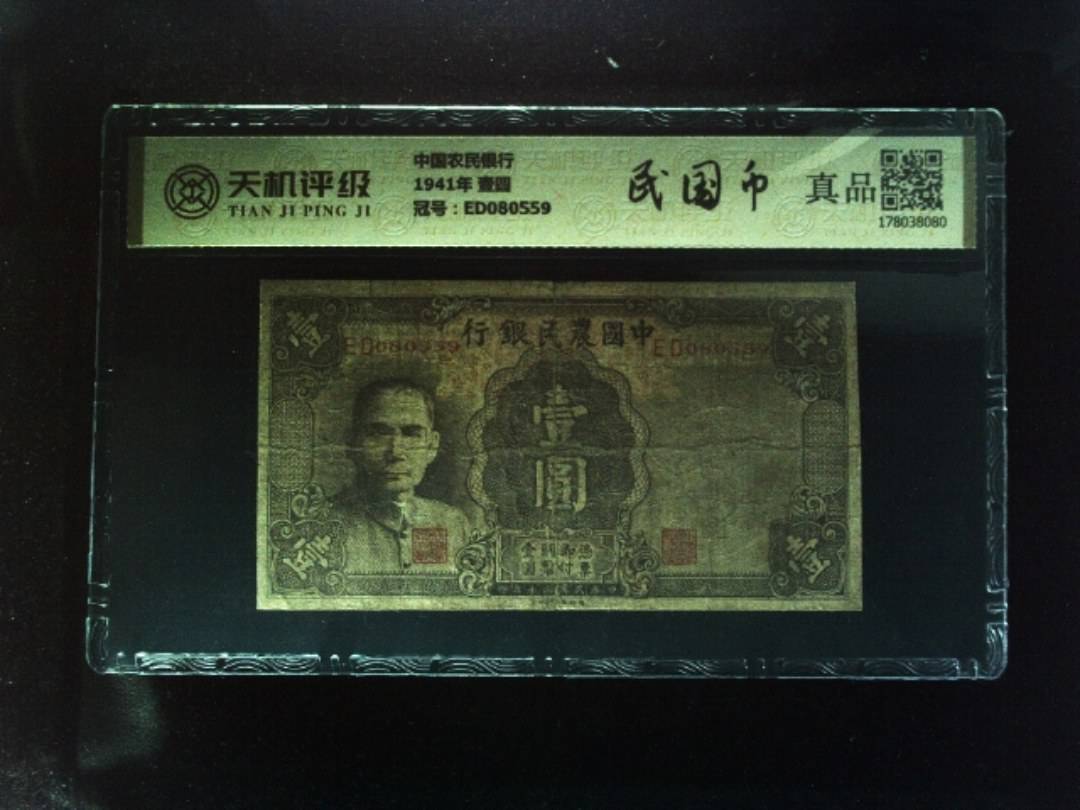 天机评级
TIAN JI PING JI
中国农民银行
1941年 壹圆
冠号：ED080559
民国币
真品
178038080
行銀民農國中
ED080559
ED080559
壹
壹
壹圓
壹
壹